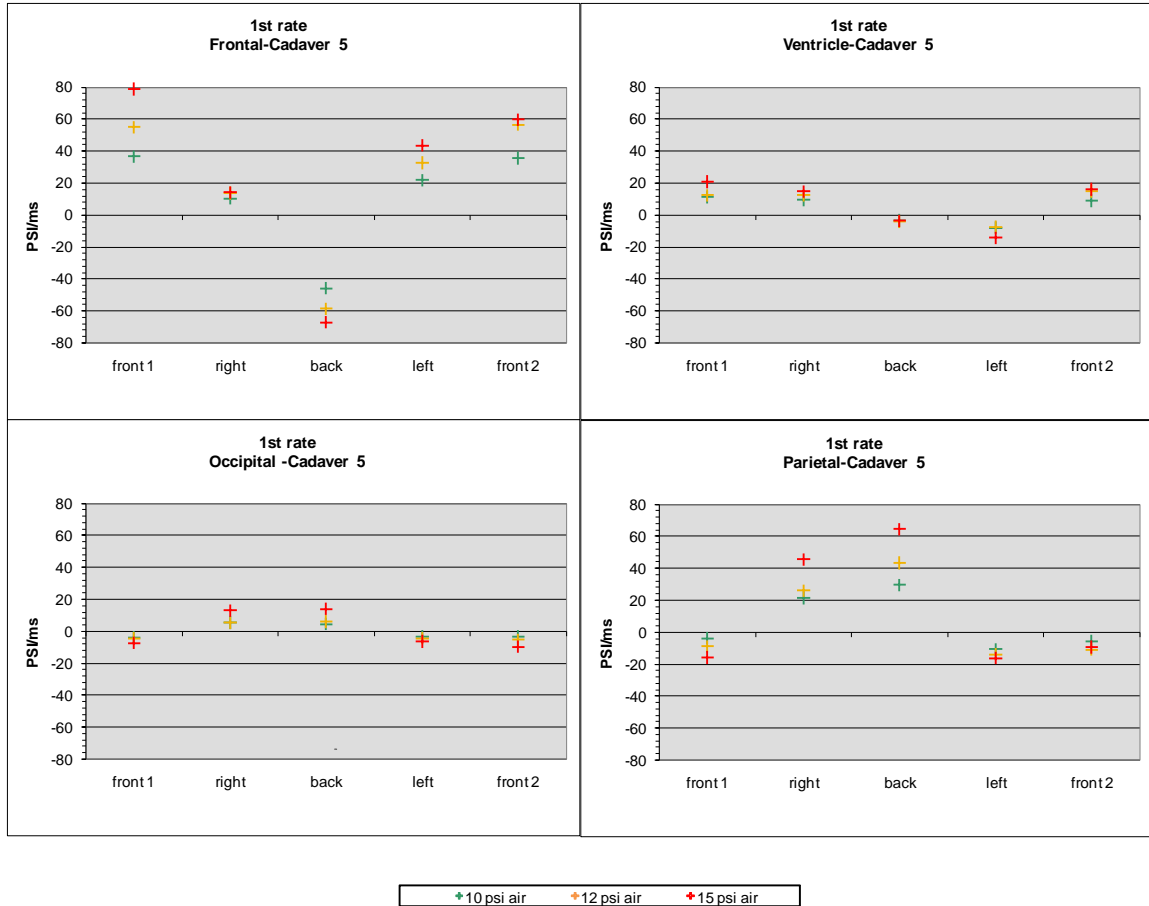 1st rate
Frontal-Cadaver 5
PSI/ms
80
60
40
20
0
-20
-40
-60
-80
front 1 right back left front 2
1st rate
Ventricle-Cadaver 5
PSI/ms
80
60
40
20
0
-20
-40
-60
-80
front 1 right back left front 2
1st rate
Occipital -Cadaver 5
PSI/ms
80
60
40
20
0
-20
-40
-60
-80
front 1 right back left front 2
1st rate
Parietal-Cadaver 5
PSI/ms
80
60
40
20
0
-20
-40
-60
-80
front 1 right back left front 2
10 psi air 12 psi air 15 psi air